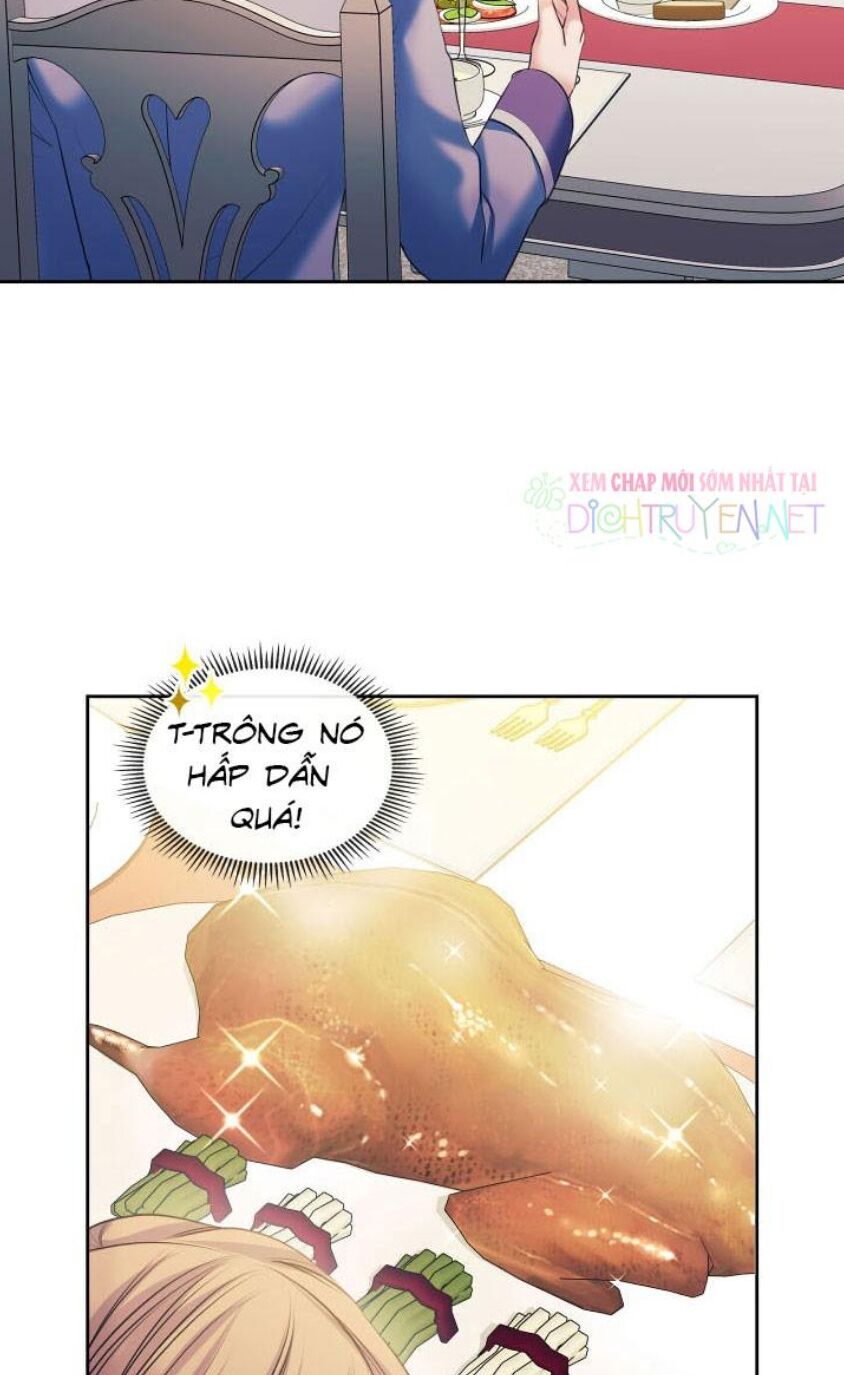 XEM CHAP MỚI SỚM NHẤT TẠI
DICHTRUYEN.NET
T-TRÔNG NÓ
HẤP DẪN
QUÁ!